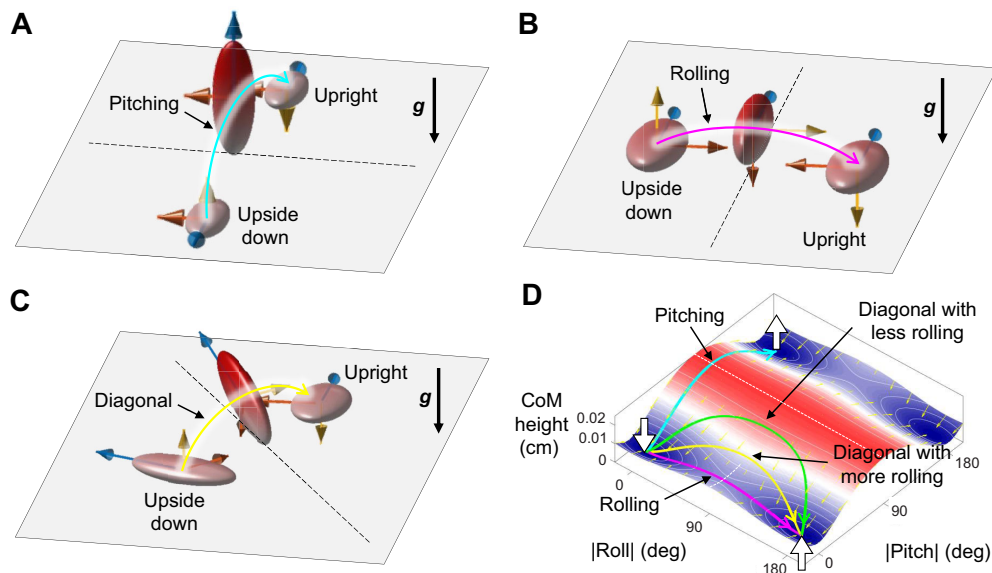 A
Pitching
Upright
g
Upside
down
B
Rolling
g
Upside
down
Upright
C
Diagonal
Upright
g
Upside
down
D
Pitching
Diagonal with
less rolling
CoM
height
(cm)
0.02
0.01
0
Diagonal with
more rolling
Rolling
0
90
180
|Roll| (deg)
0
90
180
|Pitch| (deg)